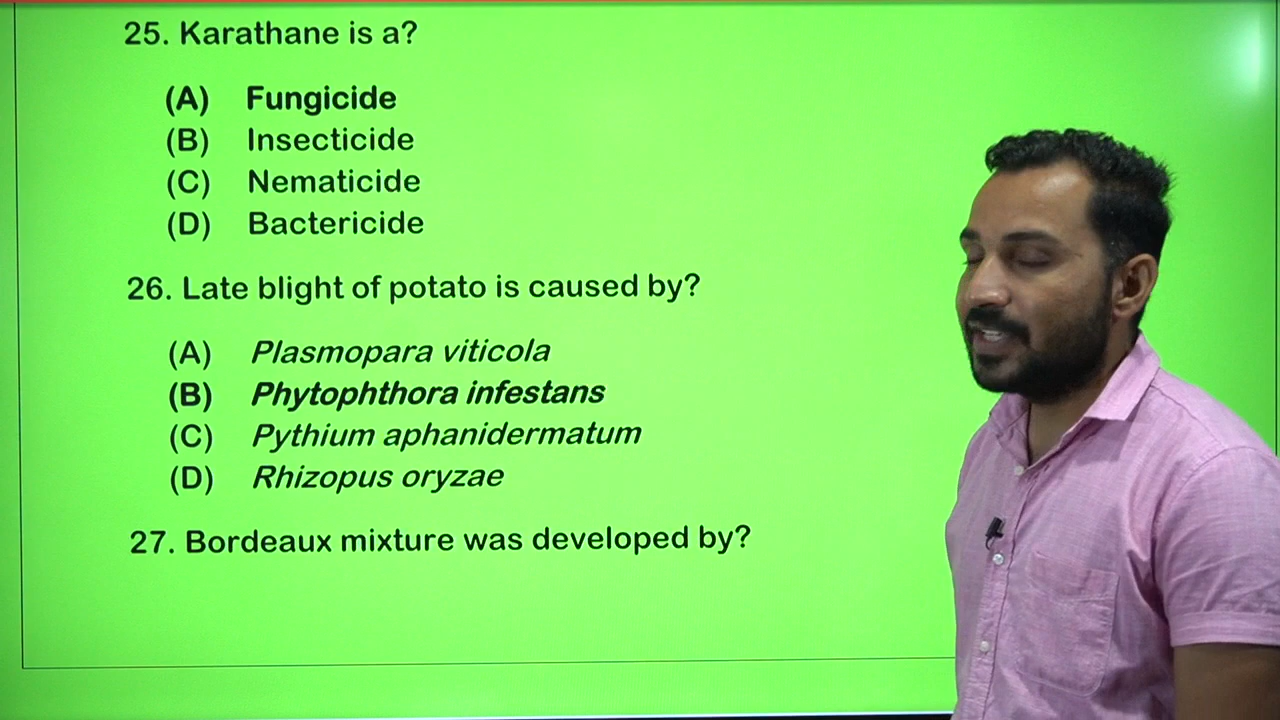 25. Karathane is a?
(A) Fungicide
(B) Insecticide
(C) Nematicide
(D) Bactericide
26. Late blight of potato is caused by?
(A) Plasmopara viticola
(B) Phytophthora infestans
(C) Pythium aphanidermatum
(D) Rhizopus oryzae
27. Bordeaux mixture was developed by?